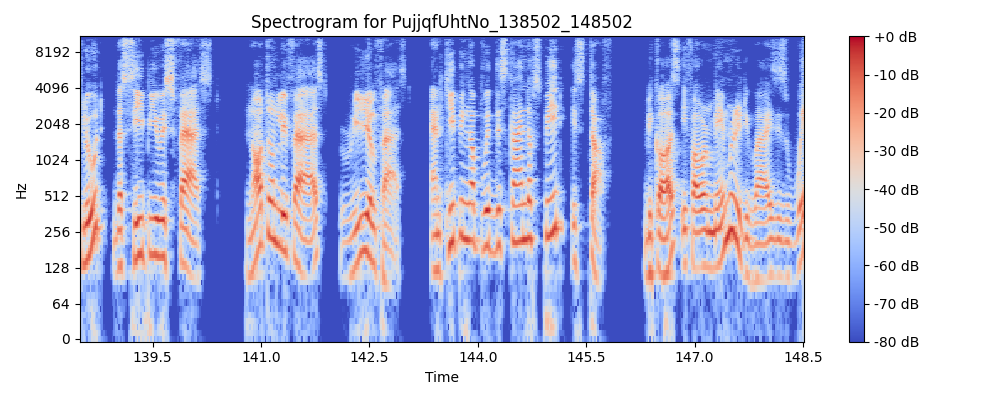 Spectrogram for PujjqfUhtNo_138502_148502
Hz
8192
4096
2048
1024
512
256
128
64
0
139.5 141.0 142.5 144.0 145.5 147.0 148.5
Time
+0 dB
-10 dB
-20 dB
-30 dB
-40 dB
-50 dB
-60 dB
-70 dB
-80 dB